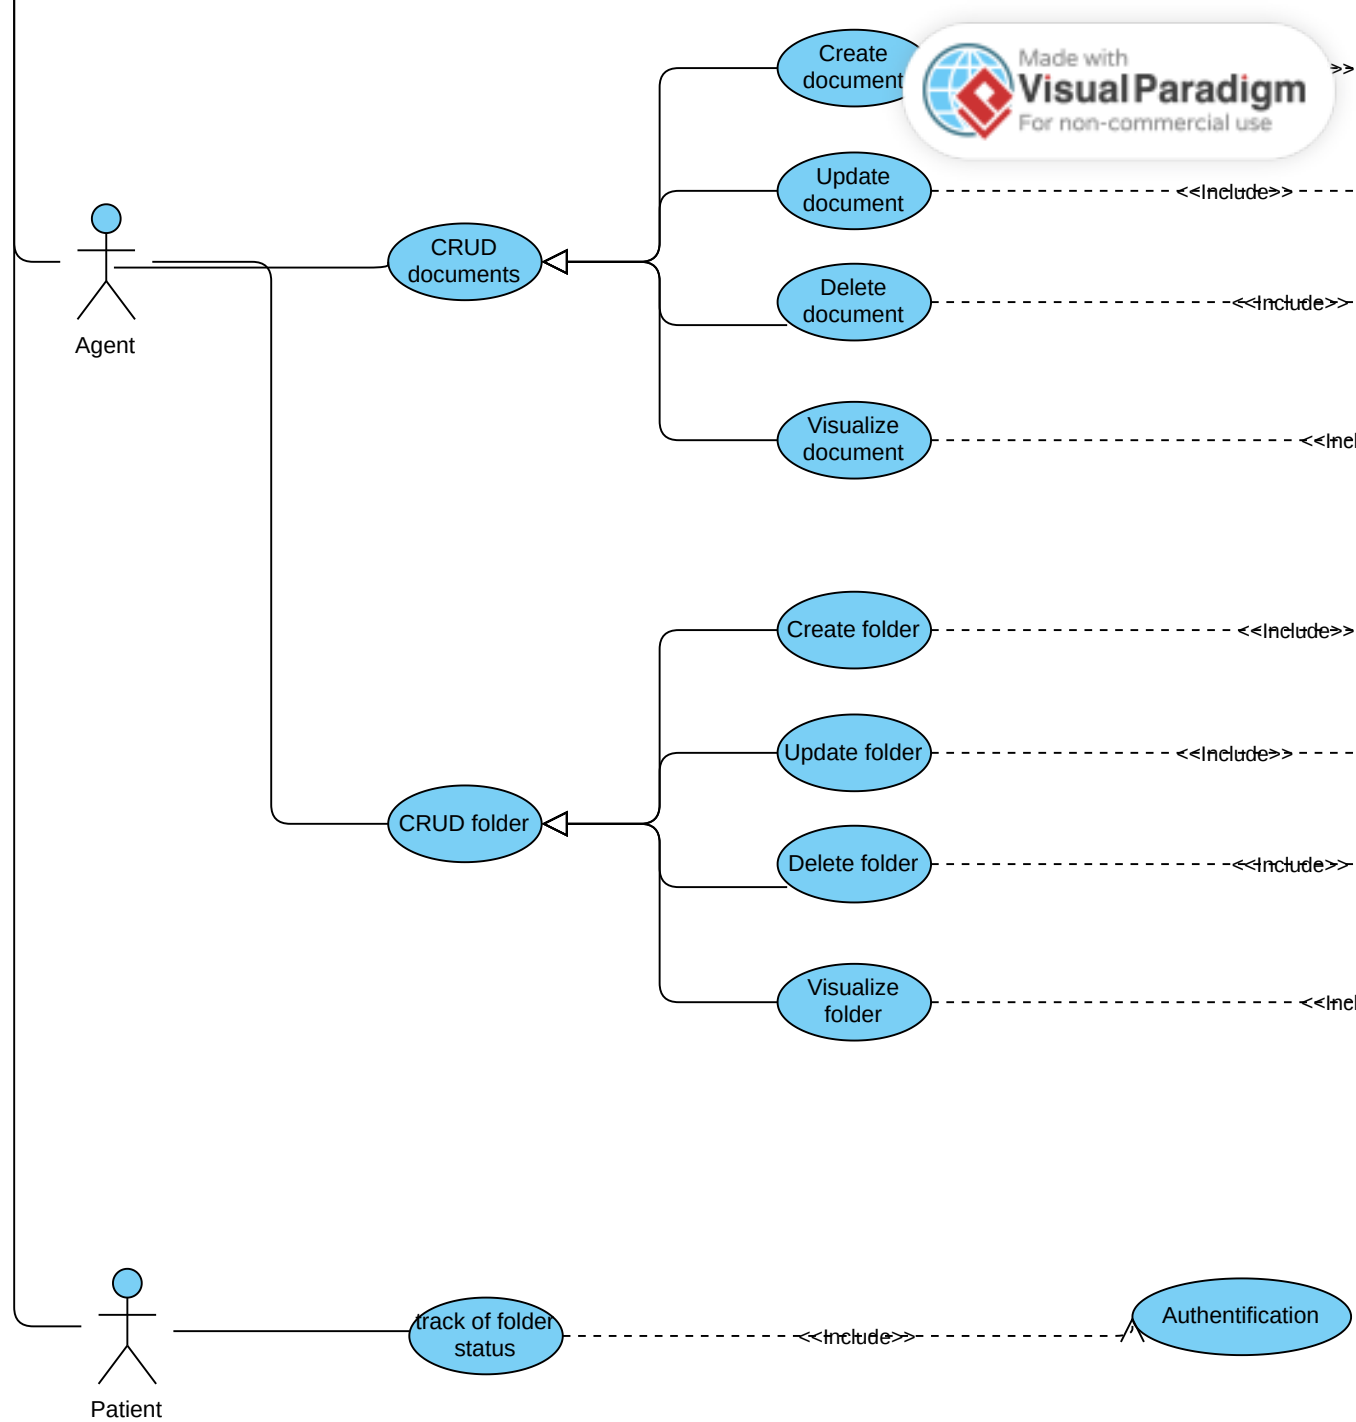 Create
document
Made with
Visual Paradigm
For non-commercial use
>>
Update
document
<<Include>>
CRUD
documents
Delete
document
<<Include>>
Agent
Visualize
document
<<Incl
Create folder
<<Include>>
Update folder
<<Include>>
CRUD folder
Delete folder
<<Include>>
Visualize
folder
<<Incl
track of folder
status
<<Include>>
Authentification
Patient